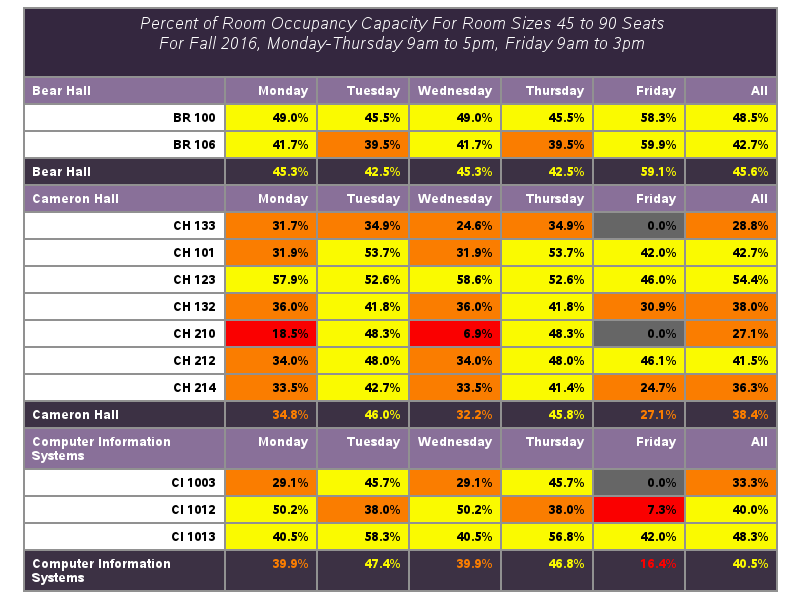 Percent of Room Occupancy Capacity For Room Sizes 45 to 90 Seats
For Fall 2016, Monday-Thursday 9am to 5pm, Friday 9am to 3pm
Bear Hall Monday Tuesday Wednesday Thursday Friday All
BR 100 49.0% 45.5% 49.0% 45.5% 58.3% 48.5%
BR 106 41.7% 39.5% 41.7% 39.5% 59.9% 42.7%
Bear Hall 45.3% 42.5% 45.3% 42.5% 59.1% 45.6%
Cameron Hall Monday Tuesday Wednesday Thursday Friday All
CH 133 31.7% 34.9% 24.6% 34.9% 0.0% 28.8%
CH 101 31.9% 53.7% 31.9% 53.7% 42.0% 42.7%
CH 123 57.9% 52.6% 58.6% 52.6% 46.0% 54.4%
CH 132 36.0% 41.8% 36.0% 41.8% 30.9% 38.0%
CH 210 18.5% 48.3% 6.9% 48.3% 0.0% 27.1%
CH 212 34.0% 48.0% 34.0% 48.0% 46.1% 41.5%
CH 214 33.5% 42.7% 33.5% 41.4% 24.7% 36.3%
Cameron Hall 34.8% 46.0% 32.2% 45.8% 27.1% 38.4%
Computer Information Monday Tuesday Wednesday Thursday Friday All
Systems
CI 1003 29.1% 45.7% 29.1% 45.7% 0.0% 33.3%
CI 1012 50.2% 38.0% 50.2% 38.0% 7.3% 40.0%
CI 1013 40.5% 58.3% 40.5% 56.8% 42.0% 48.3%
Computer Information 39.9% 47.4% 39.9% 46.8% 16.4% 40.5%
Systems